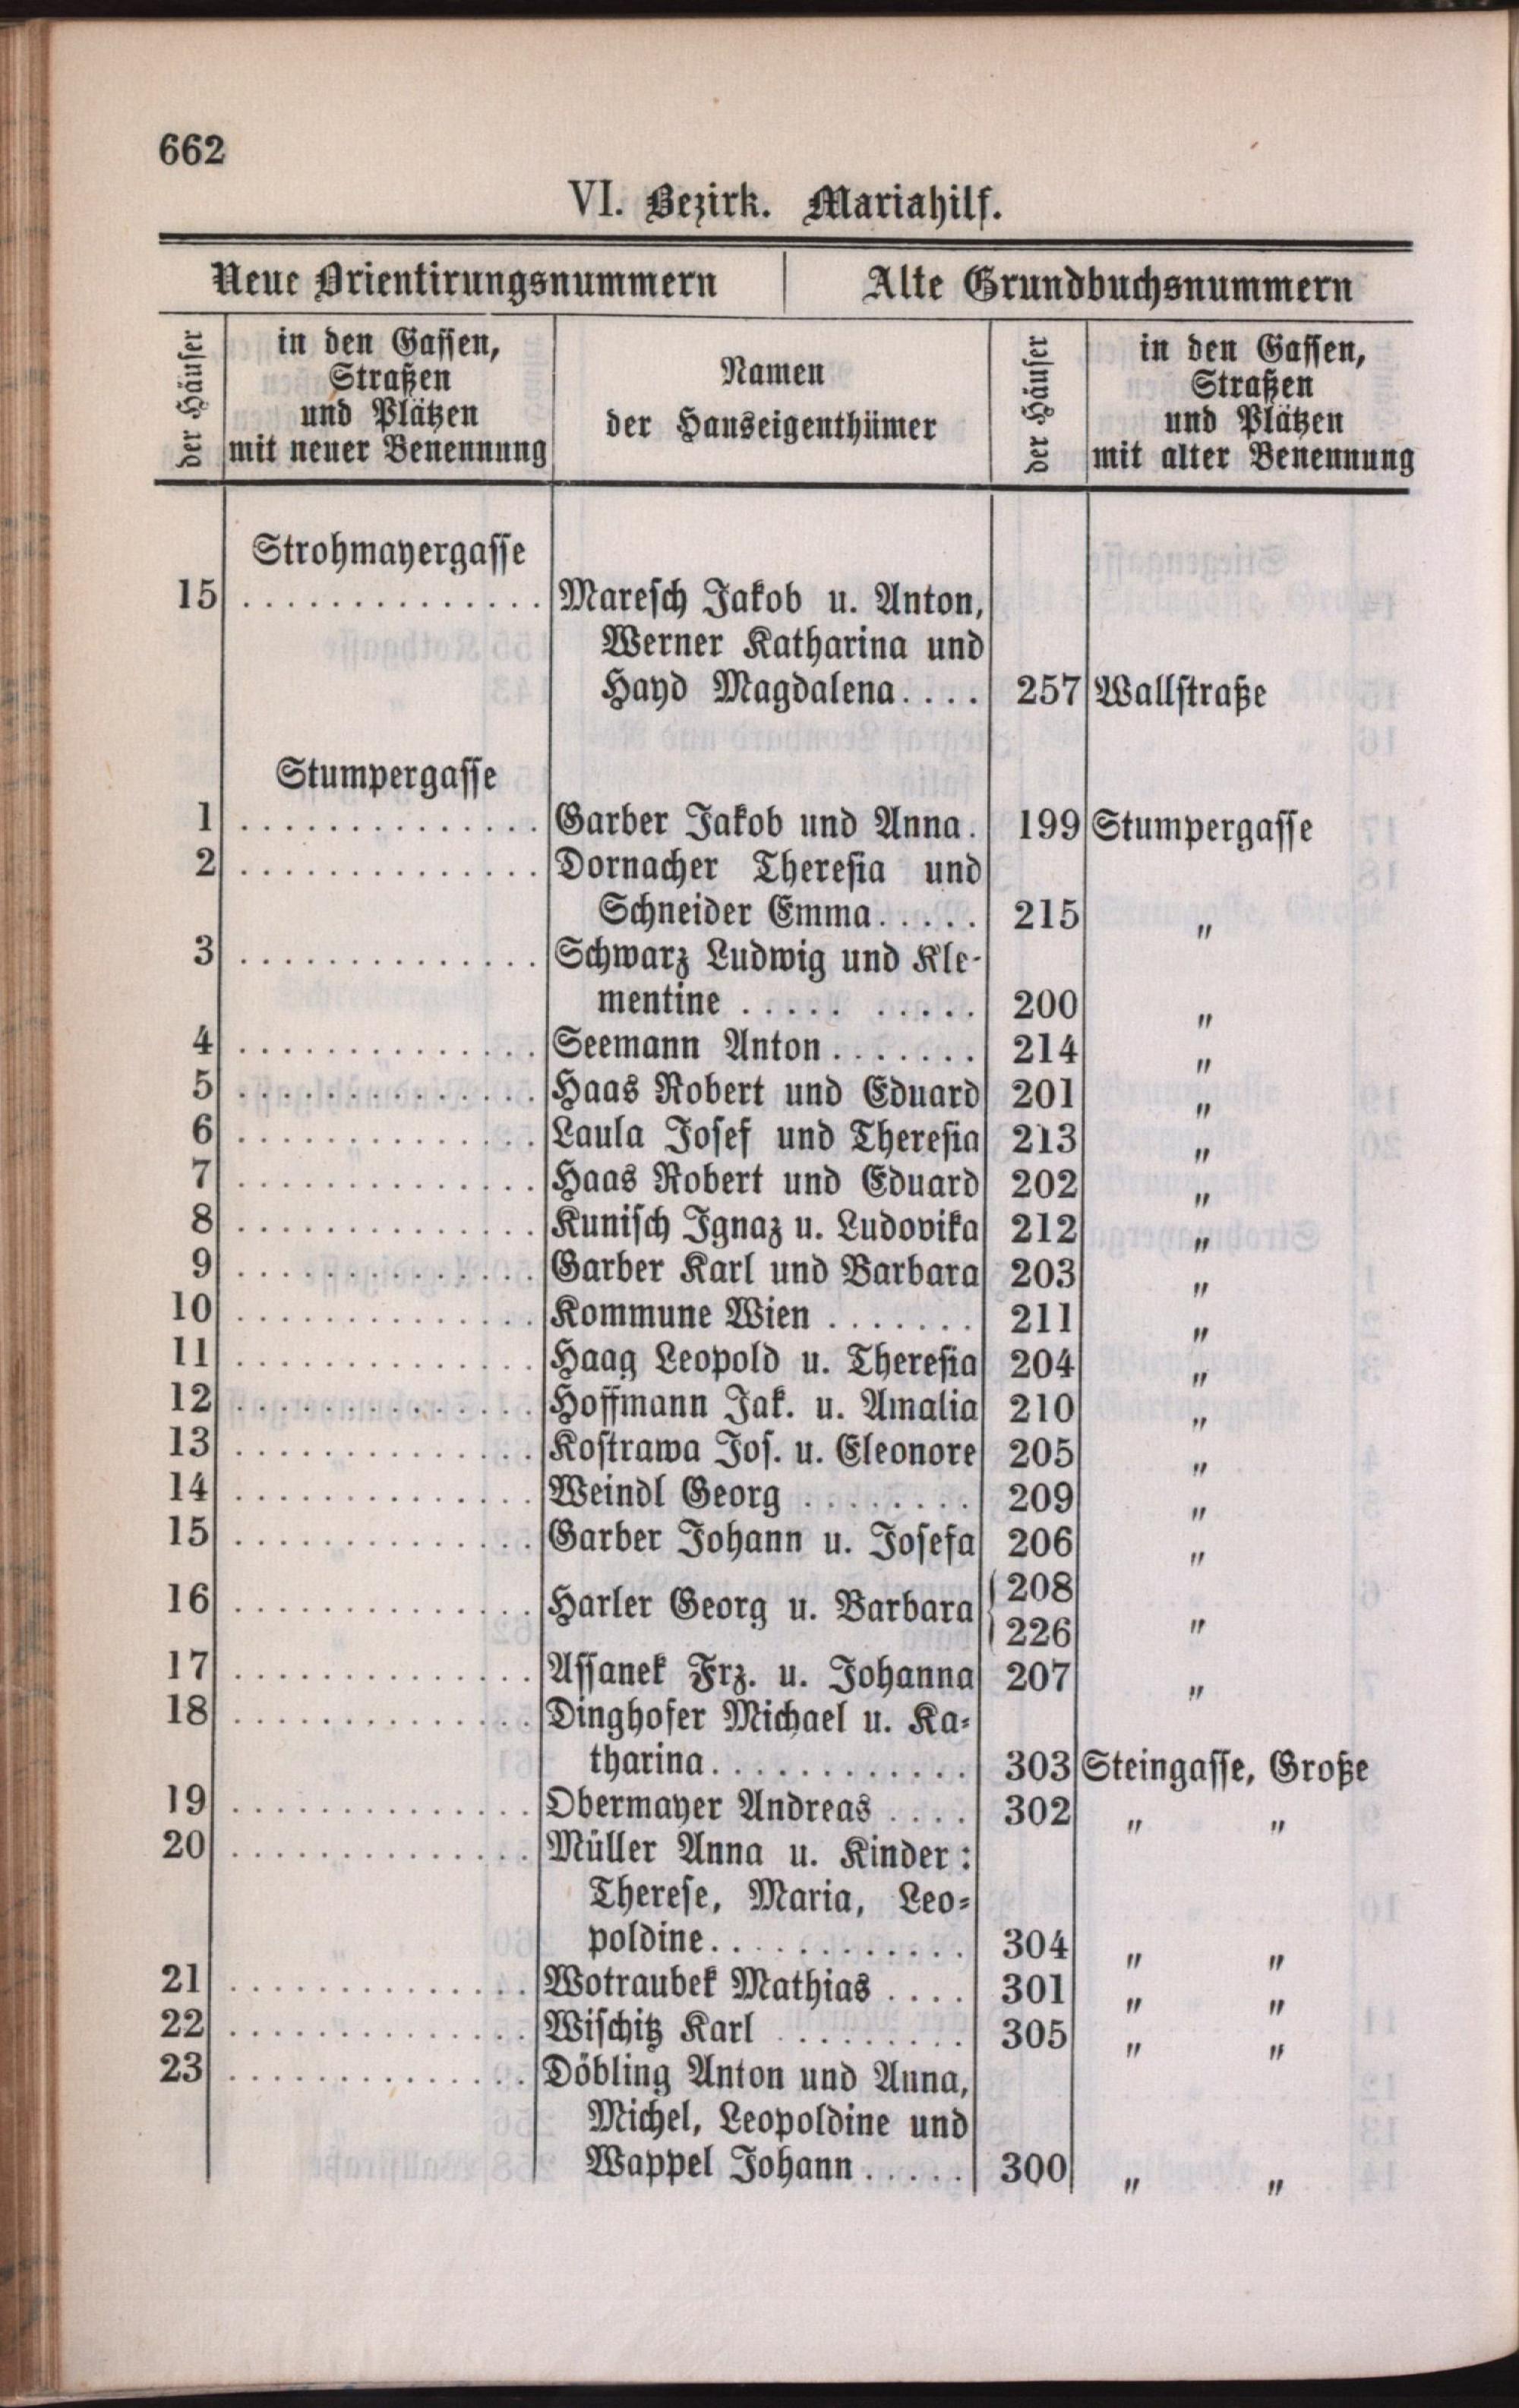 662
VI. Bezirk. Mariahilf.
Neue Orientirungsnummern Alte Grundbuchsnummern
der Häuser
in den Gassen,
Straßen
und Plätzen
mit neuer Benennung
Namen
der Hauseigenthümer
der Häuser
in den Gassen,
Straßen
und Plätzen
mit alter Benennung
Strohmayergasse
15 .............. Maresch Jakob u. Anton,
Werner Katharina und
Hayd Magdalena.... 257 Wallstraße
Stumpergasse
1 .............. Garber Jakob und Anna. 199 Stumpergasse
2 .............. Dornacher Theresia und
Schneider Emma..... 215 "
3 .............. Schwarz Ludwig und Kle-
mentine .......... 200 "
4 .............. Seemann Anton....... 214 "
5 .............. Haas Robert und Eduard 201 "
6 .............. Laula Josef und Theresia 213 "
7 .............. Haas Robert und Eduard 202 "
8 .............. Kunisch Ignaz u. Ludovika 212 "
9 .............. Garber Karl und Barbara 203 "
10 .............. Kommune Wien ....... 211 "
11 .............. Haag Leopold u. Theresia 204 "
12 .............. Hoffmann Jak. u. Amalia 210 "
13 .............. Kostrawa Jos. u. Eleonore 205 "
14 .............. Weindl Georg ........ 209 "
15 .............. Garber Johann u. Josefa 206 "
16 .............. Harler Georg u. Barbara { 208
226 "
17 .............. Assanek Frz. u. Johanna 207 "
18 .............. Dinghofer Michael u. Ka-
tharina............ 303 Steingasse, Große
19 .............. Obermayer Andreas .... 302 " "
20 .............. Müller Anna u. Kinder:
Therese, Maria, Leo-
poldine............ 304 " "
21 .............. Wotraubek Mathias .... 301 " "
22 .............. Wischitz Karl ......... 305 " "
23 .............. Döbling Anton und Anna,
Michel, Leopoldine und
Wappel Johann..... 300 " "